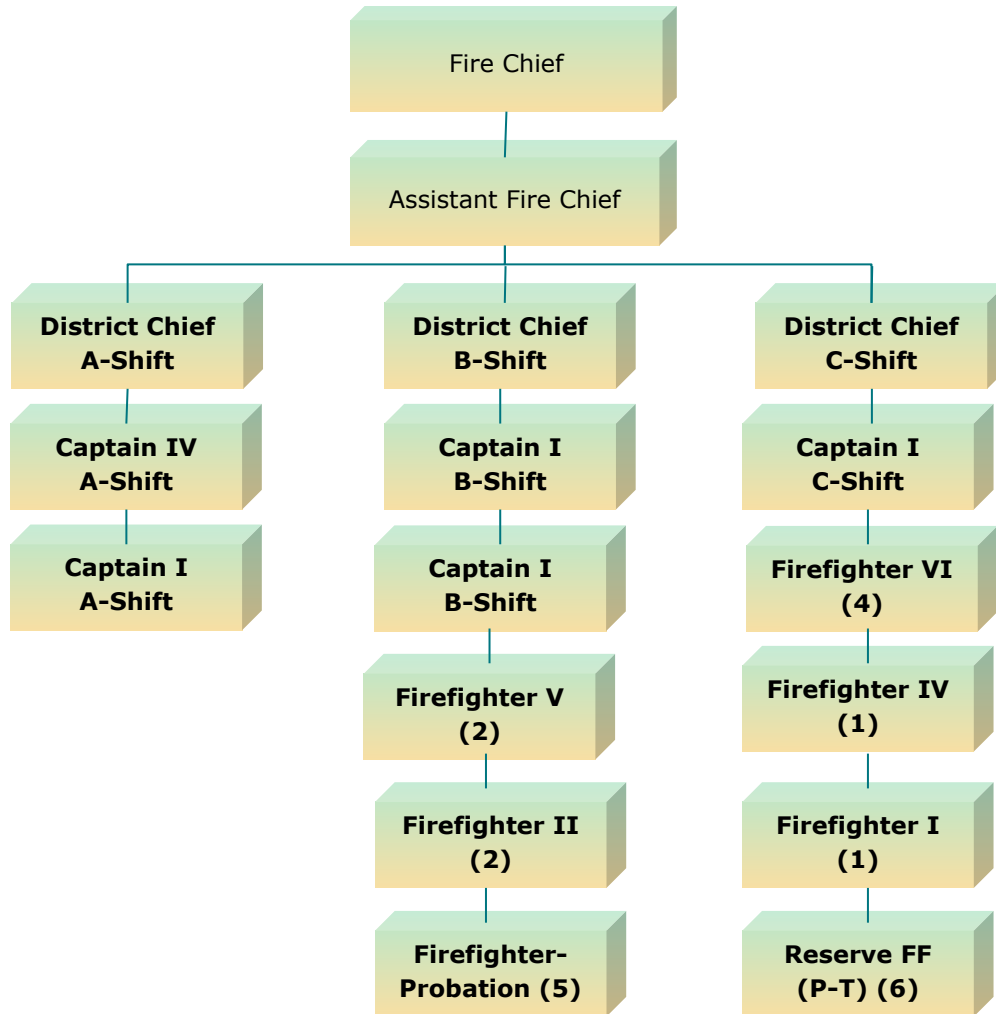 Fire Chief
Assistant Fire Chief
District Chief
A-Shift
District Chief
B-Shift
District Chief
C-Shift
Captain IV
A-Shift
Captain I
B-Shift
Captain I
C-Shift
Captain I
A-Shift
Captain I
B-Shift
Firefighter VI
(4)
Firefighter V
(2)
Firefighter IV
(1)
Firefighter II
(2)
Firefighter I
(1)
Firefighter-
Probation (5)
Reserve FF
(P-T) (6)